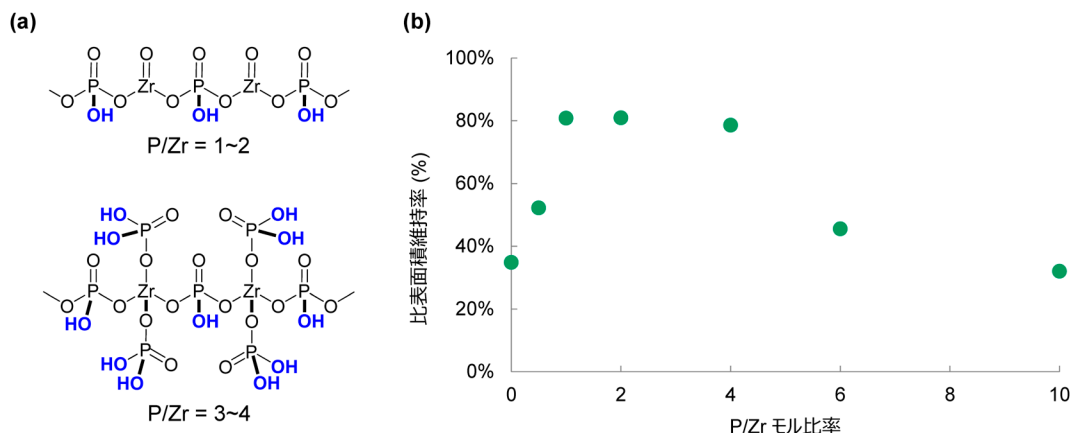 (a)
O O O O O
P Zr P Zr P
O O O O O O
OH OH OH
P/Zr = 1~2
HO O O OH
HO P P OH
O O O O O
P Zr P Zr P
O O O O O O
HO O OH O OH
HO P O O P OH
HO OH
P/Zr = 3~4
(b)
100%
80%
60%
40%
20%
0%
比表面積維持率 (%)
0 2 4 6 8 10
P/Zr モル比率